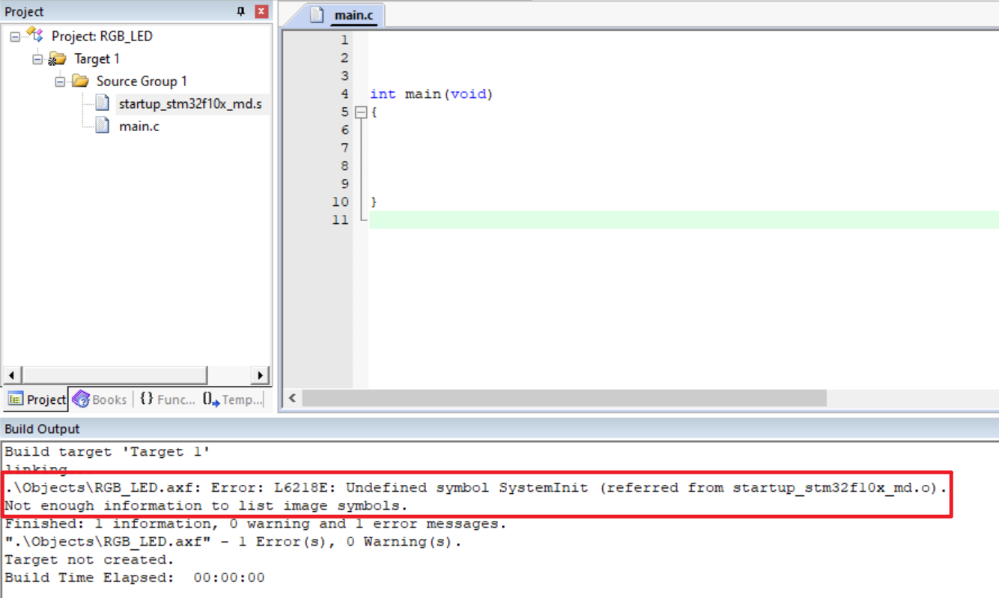 Project
Project: RGB_LED
Target 1
Source Group 1
startup_stm32f10x_md.s
main.c
Project
Books
{} Func...
Temp...
main.c
1
2
3
4 int main(void)
5 {
6
7
8
9
10 }
11
Build Output
Build target 'Target 1'
linking...
.\Objects\RGB_LED.axf: Error: L6218E: Undefined symbol SystemInit (referred from startup_stm32f10x_md.o).
Not enough information to list image symbols.
Finished: 1 information, 0 warning and 1 error messages.
".\Objects\RGB_LED.axf" - 1 Error(s), 0 Warning(s).
Target not created.
Build Time Elapsed:  00:00:00